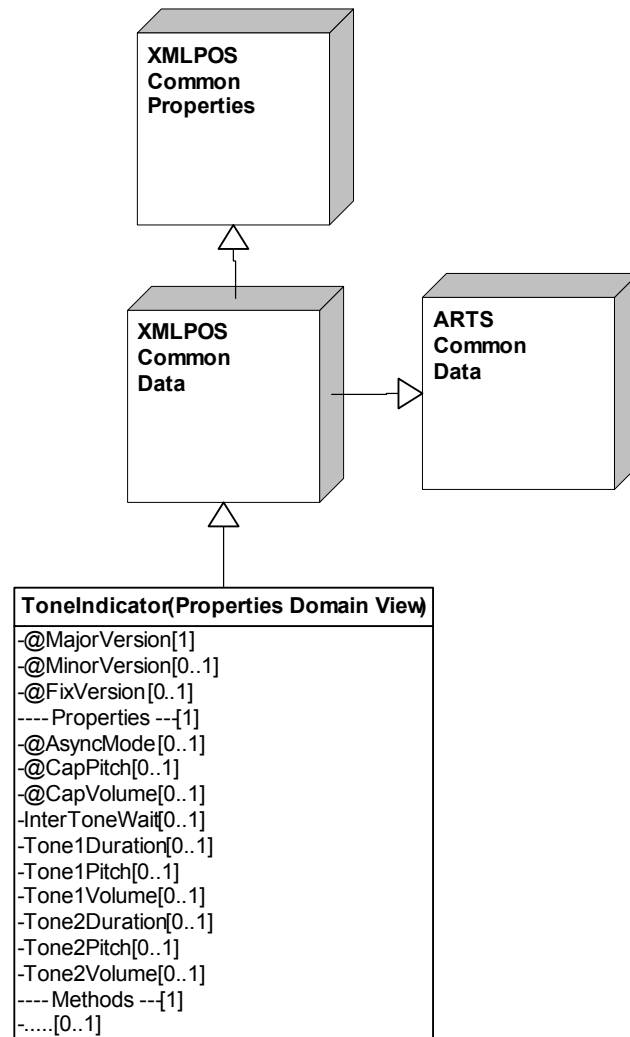 XMLPOS
Common
Properties
XMLPOS
Common
Data
ARTS
Common
Data
ToneIndicator(Properties Domain View)
-@MajorVersion[1]
-@MinorVersion[0..1]
-@FixVersion[0..1]
---- Properties ---[1]
-@AsyncMode[0..1]
-@CapPitch[0..1]
-@CapVolume[0..1]
-InterToneWait[0..1]
-Tone1Duration[0..1]
-Tone1Pitch[0..1]
-Tone1Volume[0..1]
-Tone2Duration[0..1]
-Tone2Pitch[0..1]
-Tone2Volume[0..1]
---- Methods ---[1]
-.....[0..1]